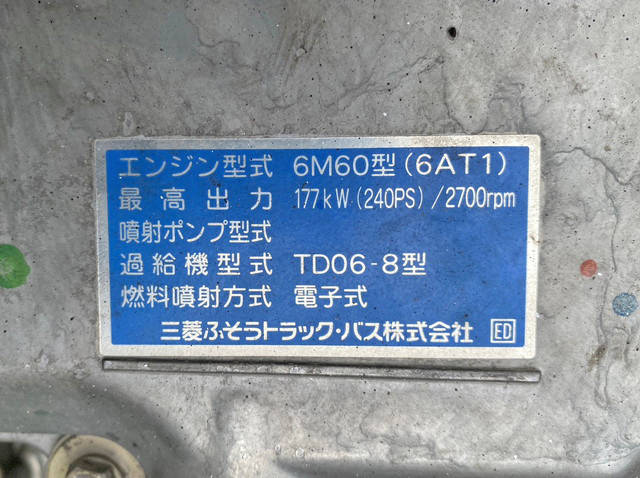 エンジン型式 6M60型(6AT1)
最高出力 177kW(240PS)/2700rpm
噴射ポンプ型式
過給機型式 TD06-8型
燃料噴射方式 電子式
三菱ふそうトラック・バス株式会社 ED